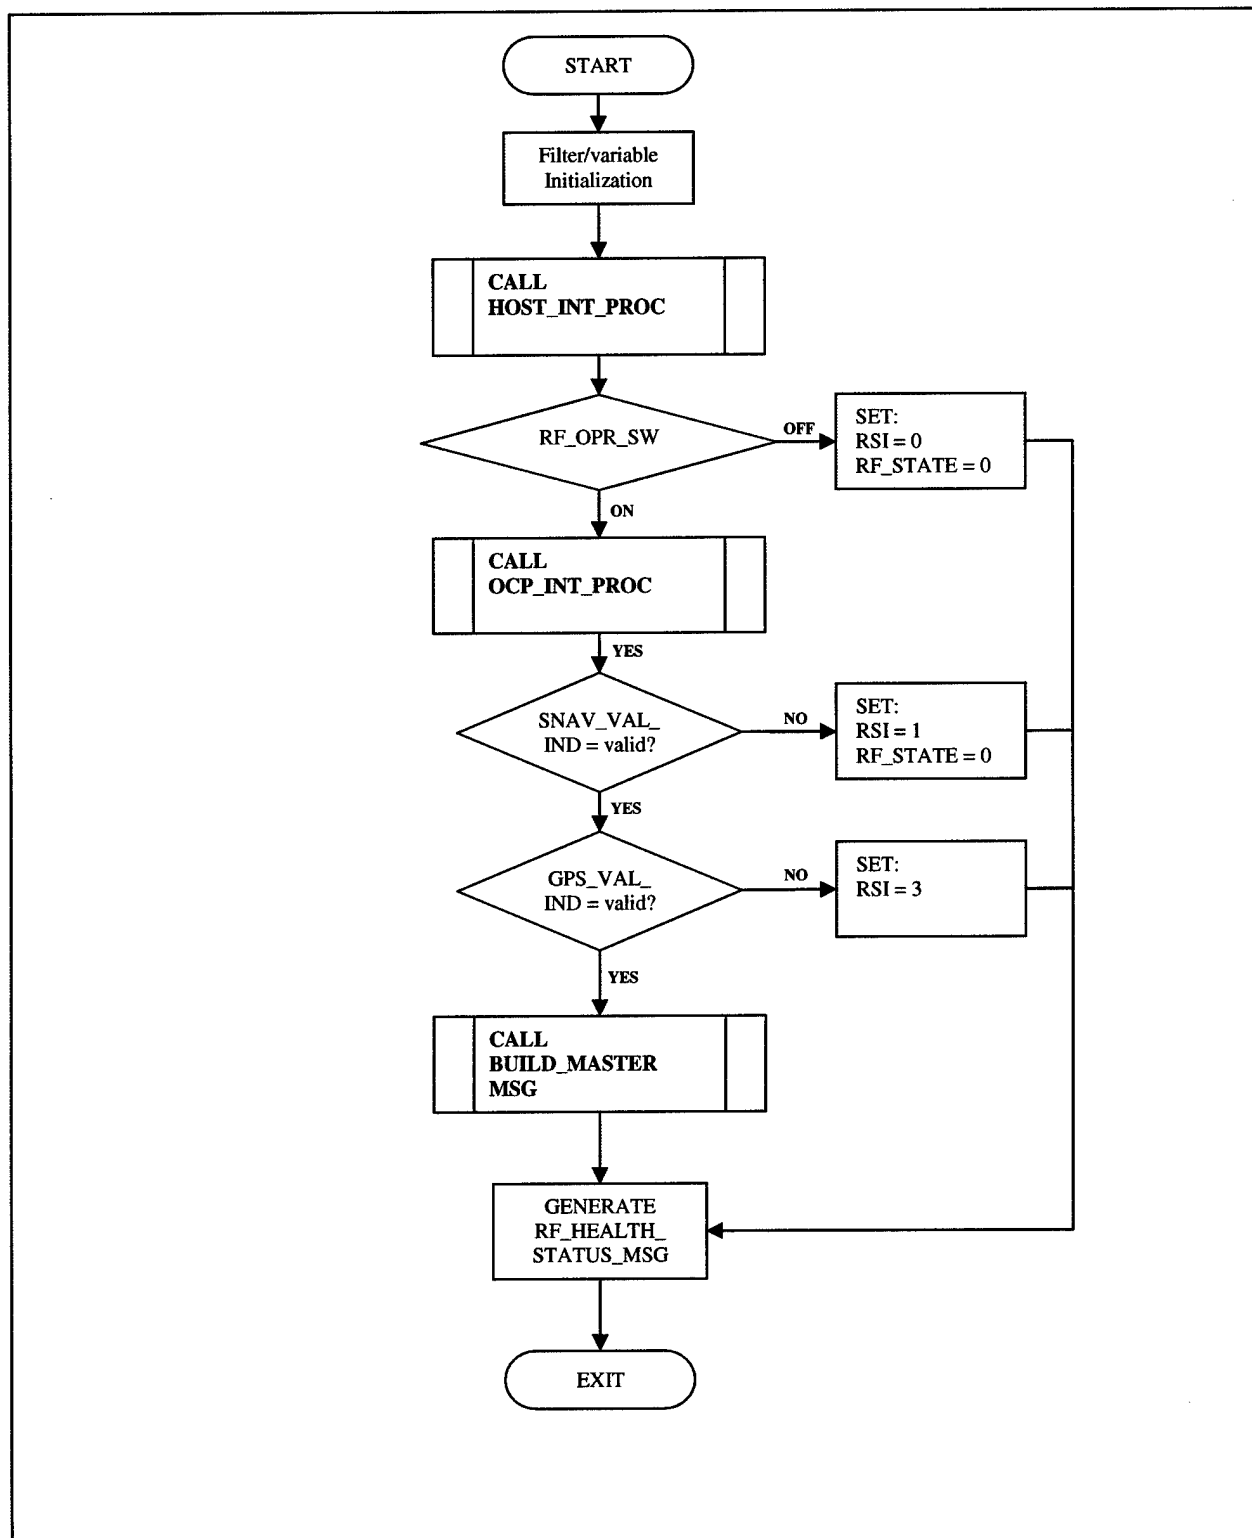 START
Filter/variable
Initialization
CALL
HOST_INT_PROC
RF_OPR_SW
OFF
SET:
RSI = 0
RF_STATE = 0
ON
CALL
OCP_INT_PROC
YES
SNAV_VAL_
IND = valid?
NO
SET:
RSI = 1
RF_STATE = 0
YES
GPS_VAL_
IND = valid?
NO
SET:
RSI = 3
YES
CALL
BUILD_MASTER
MSG
GENERATE
RF_HEALTH_
STATUS_MSG
EXIT